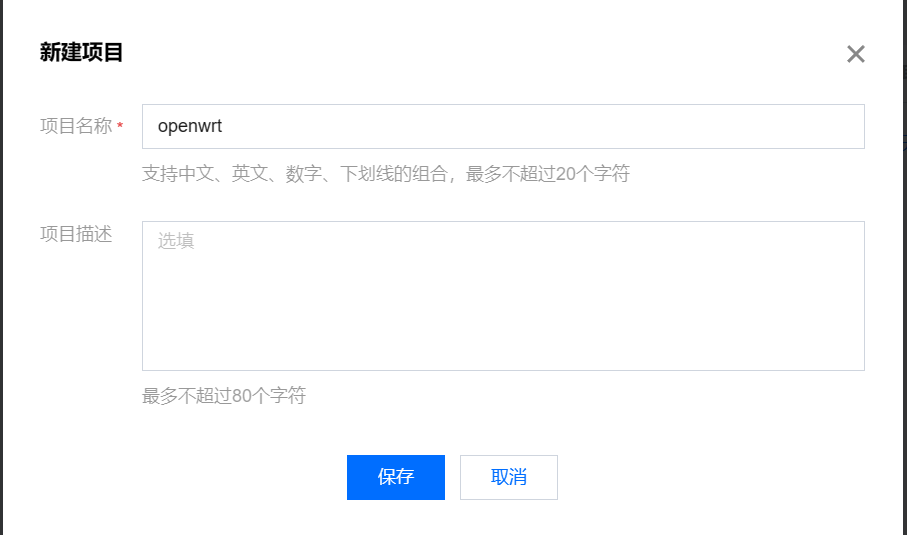 新建项目
项目名称 *
openwrt
支持中文、英文、数字、下划线的组合，最多不超过20个字符
项目描述
选填
最多不超过80个字符
保存
取消